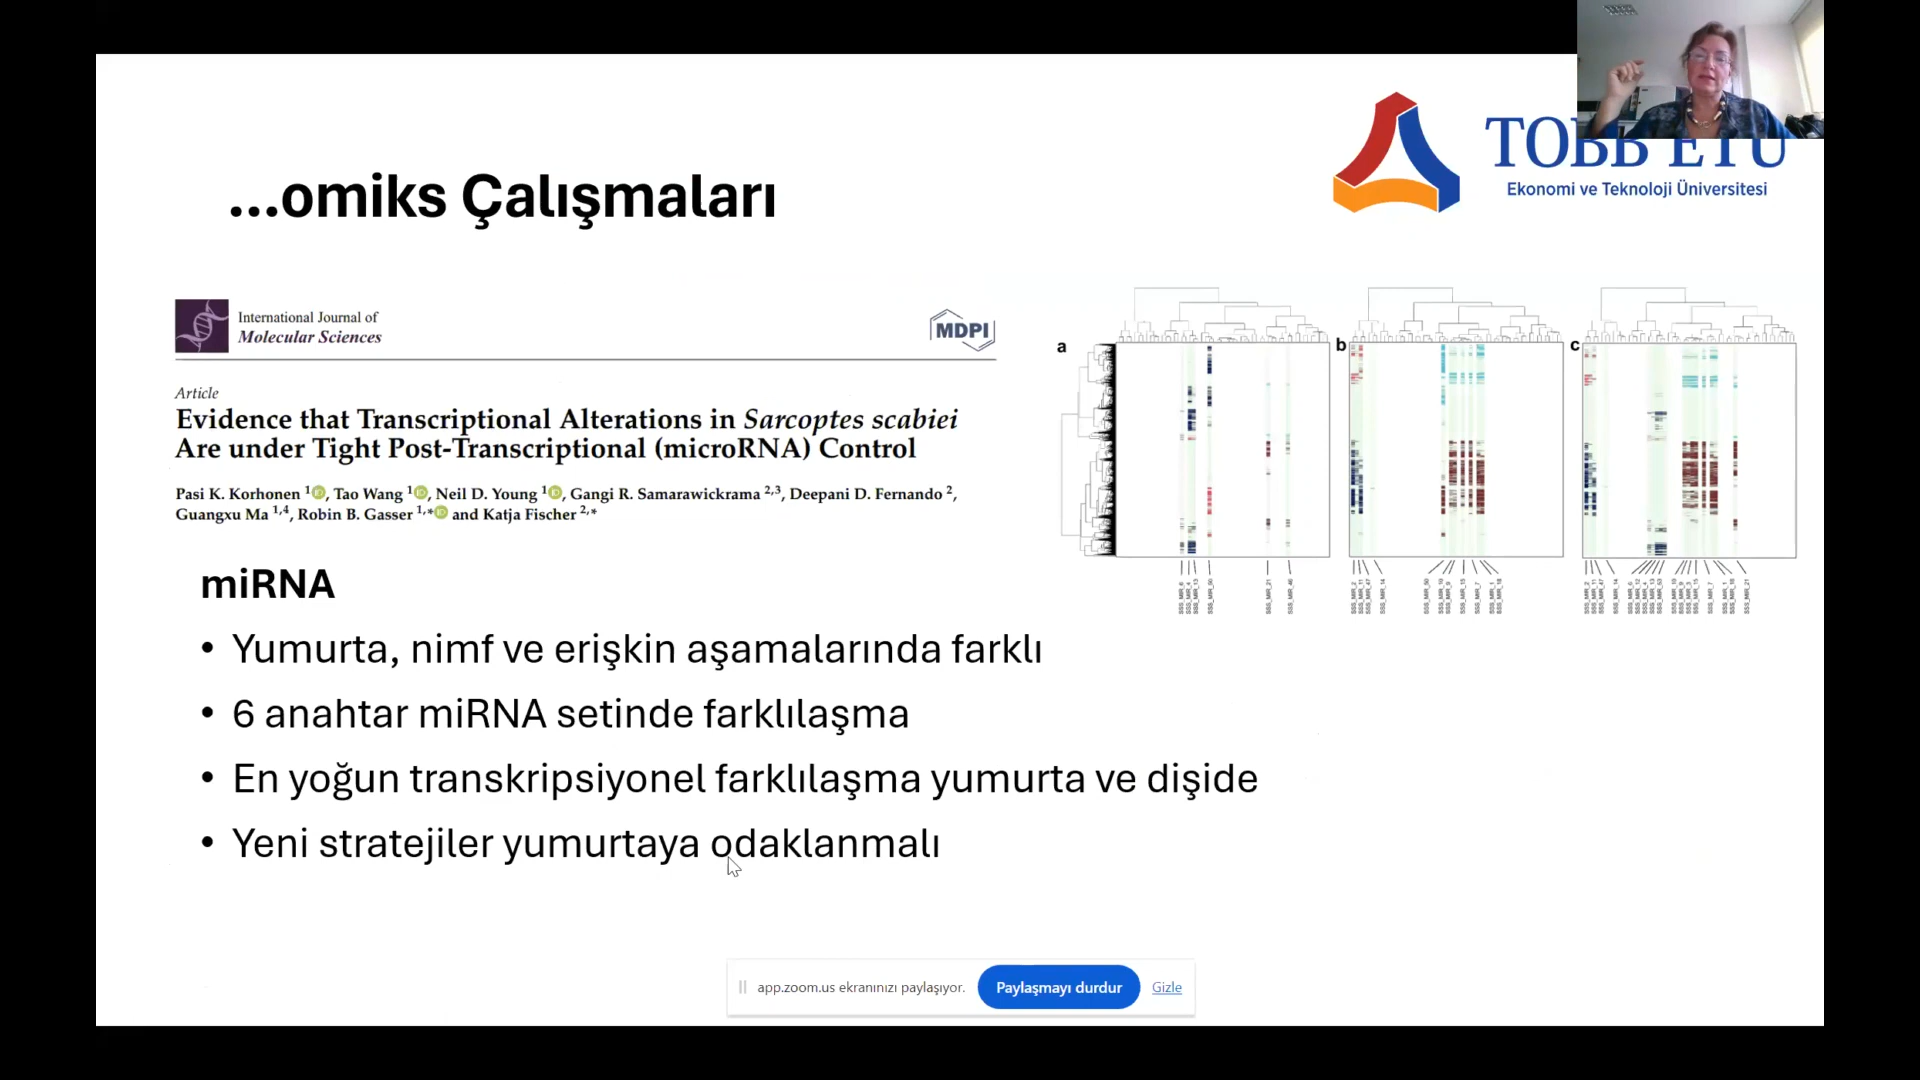 TOBB ETÜ
Ekonomi ve Teknoloji Üniversitesi
...omiks Çalışmaları
International Journal of
Molecular Sciences
MDPI
Article
Evidence that Transcriptional Alterations in Sarcoptes scabiei
Are under Tight Post-Transcriptional (microRNA) Control
Pasi K. Korhonen 1, Tao Wang 1, Neil D. Young 1, Gangi R. Samarawickrama 2,3, Deepani D. Fernando 2,
Guangxu Ma 1,4, Robin B. Gasser 1,* and Katja Fischer 2,*
a
b
c
miRNA
• Yumurta, nimf ve erişkin aşamalarında farklı
• 6 anahtar miRNA setinde farklılaşma
• En yoğun transkripsiyonel farklılaşma yumurta ve dişide
• Yeni stratejiler yumurtaya odaklanmalı
app.zoom.us ekranınızı paylaşıyor.
Paylaşmayı durdur
Gizle